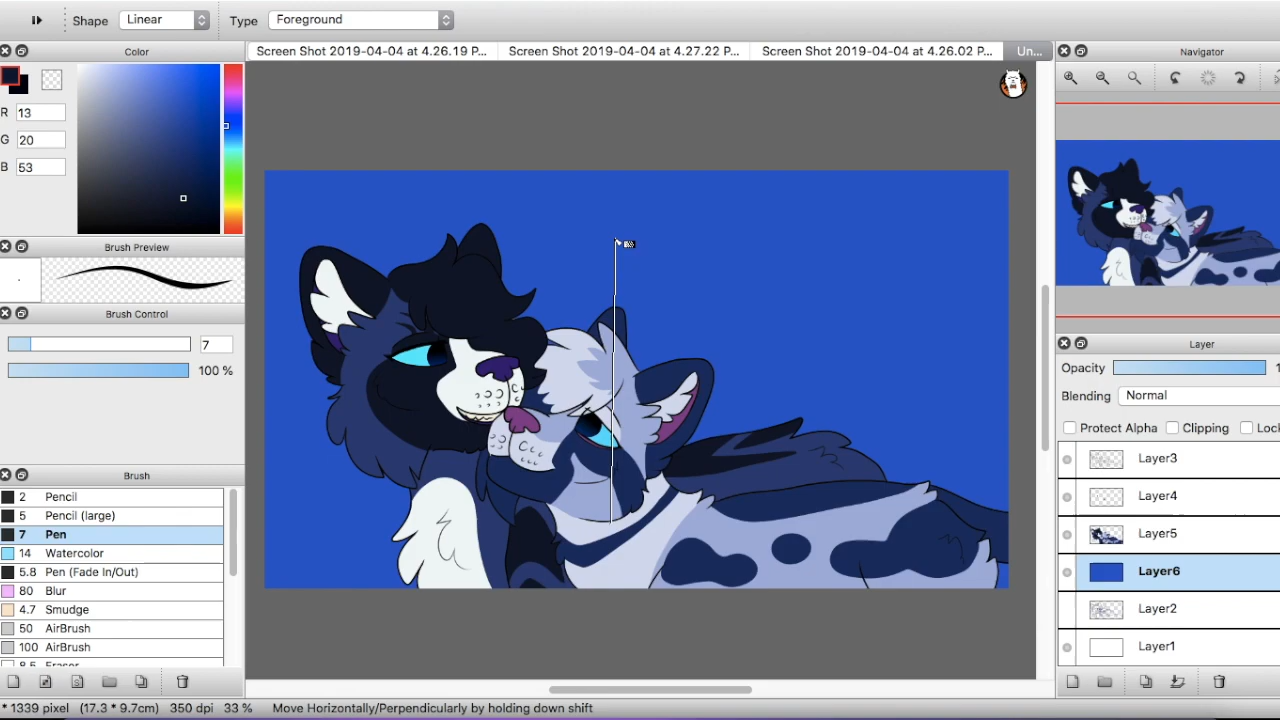 Shape Linear Type Foreground
Color
Screen Shot 2019-04-04 at 4.26.19 P...
Screen Shot 2019-04-04 at 4.27.22 P...
Screen Shot 2019-04-04 at 4.26.02 P...
Un...
Navigator
R 13
G 20
B 53
Brush Preview
Brush Control
7
100 %
Brush
2 Pencil
5 Pencil (large)
7 Pen
14 Watercolor
5.8 Pen (Fade In/Out)
80 Blur
4.7 Smudge
50 AirBrush
100 AirBrush
8.5 Eraser
Layer
Opacity 1
Blending Normal
Protect Alpha Clipping Lock
Layer3
Layer4
Layer5
Layer6
Layer2
Layer1
* 1339 pixel (17.3 * 9.7cm) 350 dpi 33 % Move Horizontally/Perpendicularly by holding down shift